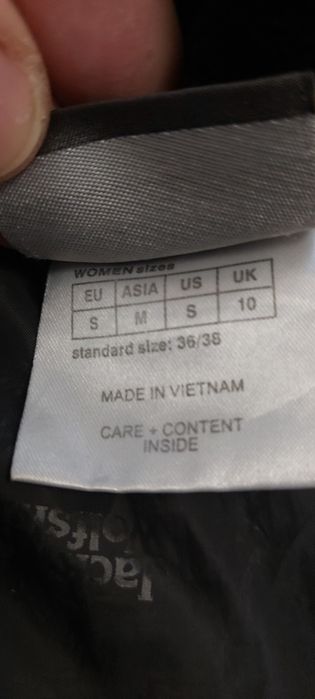 WOMEN sizes
EU ASIA US UK
S M S 10
standard size: 36/38
MADE IN VIETNAM
CARE + CONTENT
INSIDE